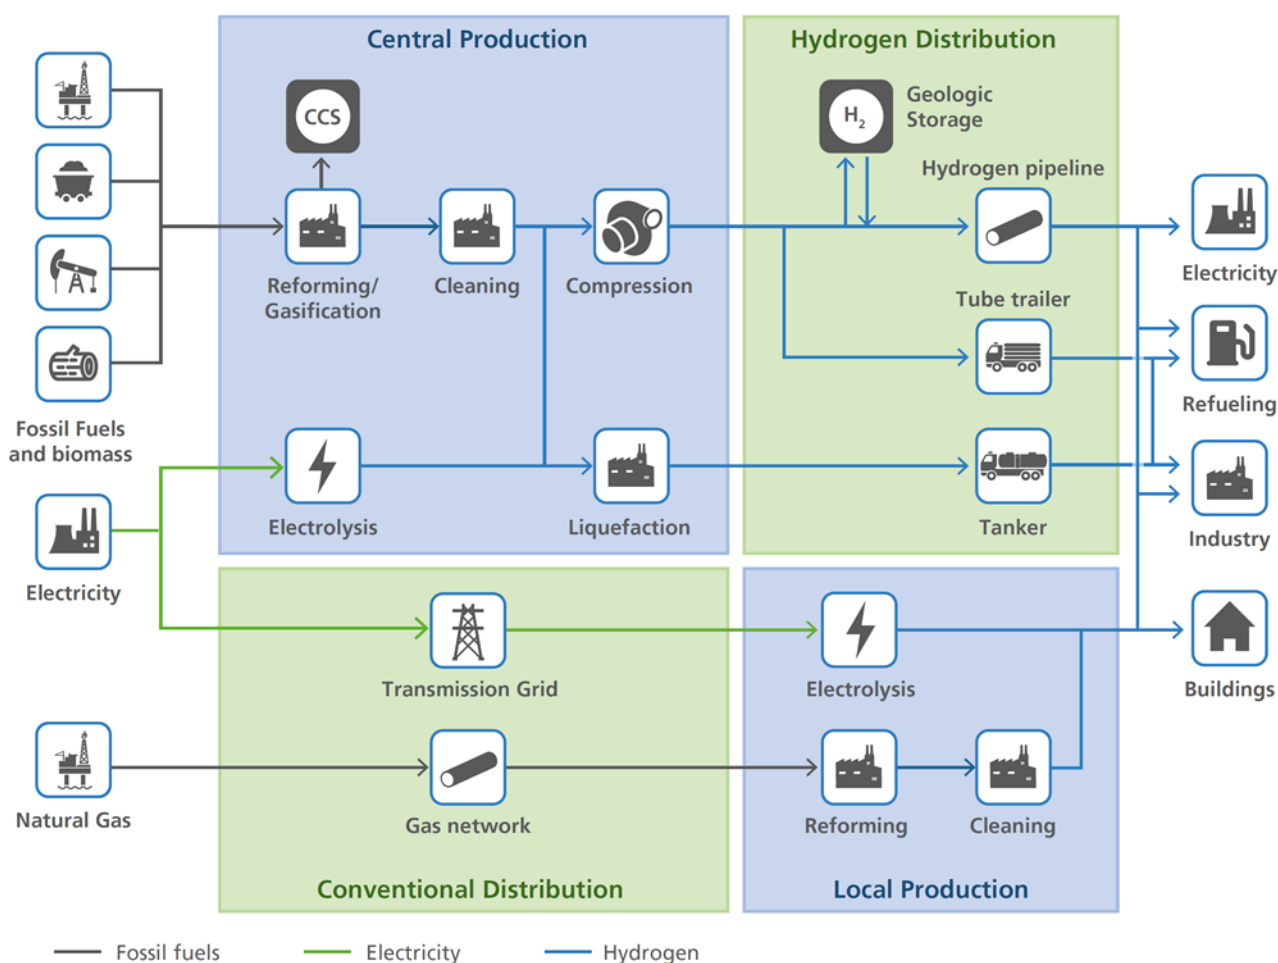 Central Production
Hydrogen Distribution
CCS
H2
Geologic
Storage
Hydrogen pipeline
Reforming/
Gasification
Cleaning
Compression
Electricity
Tube trailer
Refueling
Fossil Fuels
and biomass
Electrolysis
Liquefaction
Tanker
Industry
Electricity
Transmission Grid
Electrolysis
Buildings
Natural Gas
Gas network
Reforming
Cleaning
Conventional Distribution
Local Production
Fossil fuels
Electricity
Hydrogen